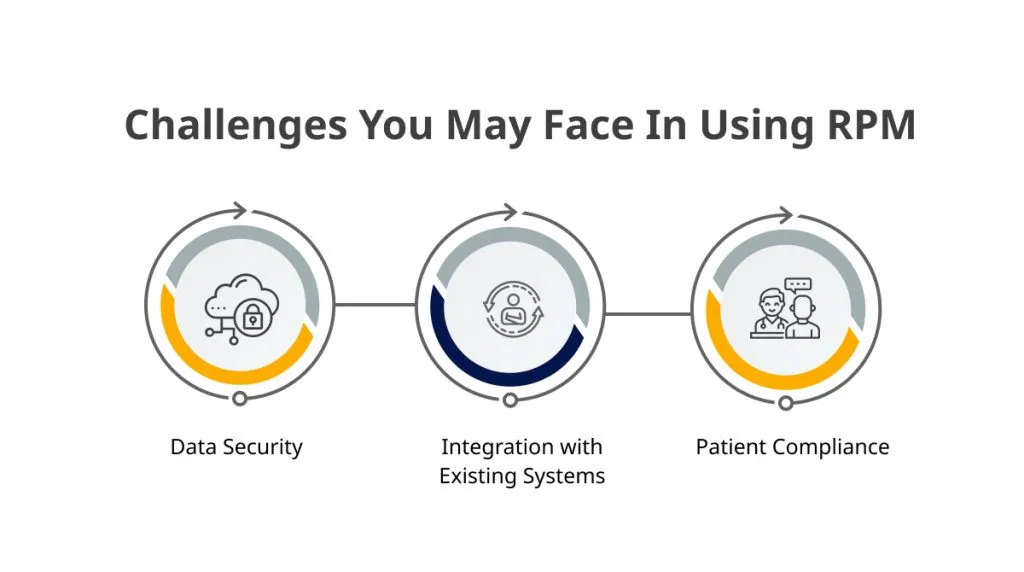 Challenges You May Face In Using RPM
Data Security
Integration with
Existing Systems
Patient Compliance